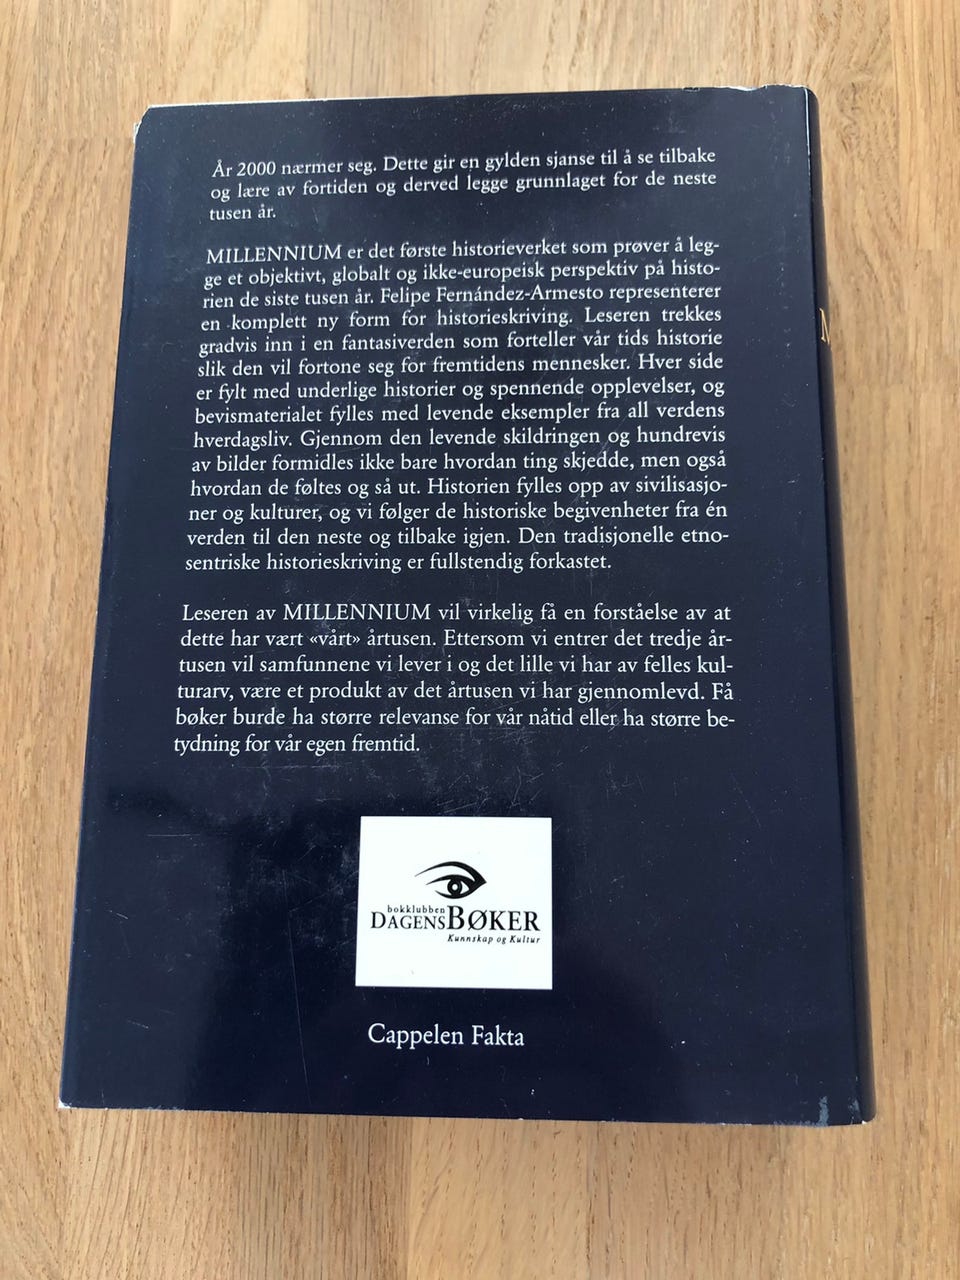 År 2000 nærmer seg. Dette gir en gylden sjanse til å se tilbake
og lære av fortiden og derved legge grunnlaget for de neste
tusen år.
MILLENNIUM er det første historieverket som prøver å leg-
ge et objektivt, globalt og ikke-europeisk perspektiv på histo-
rien de siste tusen år. Felipe Fernández-Armesto representerer
en komplett ny form for historieskriving. Leseren trekkes
gradvis inn i en fantasiverden som forteller vår tids historie
slik den vil fortone seg for fremtidens mennesker. Hver side
er fylt med underlige historier og spennende opplevelser, og
bevismaterialet fylles med levende eksempler fra all verdens
hverdagsliv. Gjennom den levende skildringen og hundrevis
av bilder formidles ikke bare hvordan ting skjedde, men også
hvordan de føltes og så ut. Historien fylles opp av sivilisasjo-
ner og kulturer, og vi følger de historiske begivenheter fra én
verden til den neste og tilbake igjen. Den tradisjonelle etno-
sentriske historieskriving er fullstendig forkastet.
Leseren av MILLENNIUM vil virkelig få en forståelse av at
dette har vært «vårt» årtusen. Ettersom vi entrer det tredje år-
tusen vil samfunnene vi lever i og det lille vi har av felles kul-
turarv, være et produkt av det årtusen vi har gjennomlevd. Få
bøker burde ha større relevanse for vår nåtid eller ha større be-
tydning for vår egen fremtid.
bokklubben
DAGENSBØKER
Kunnskap og Kultur
Cappelen Fakta